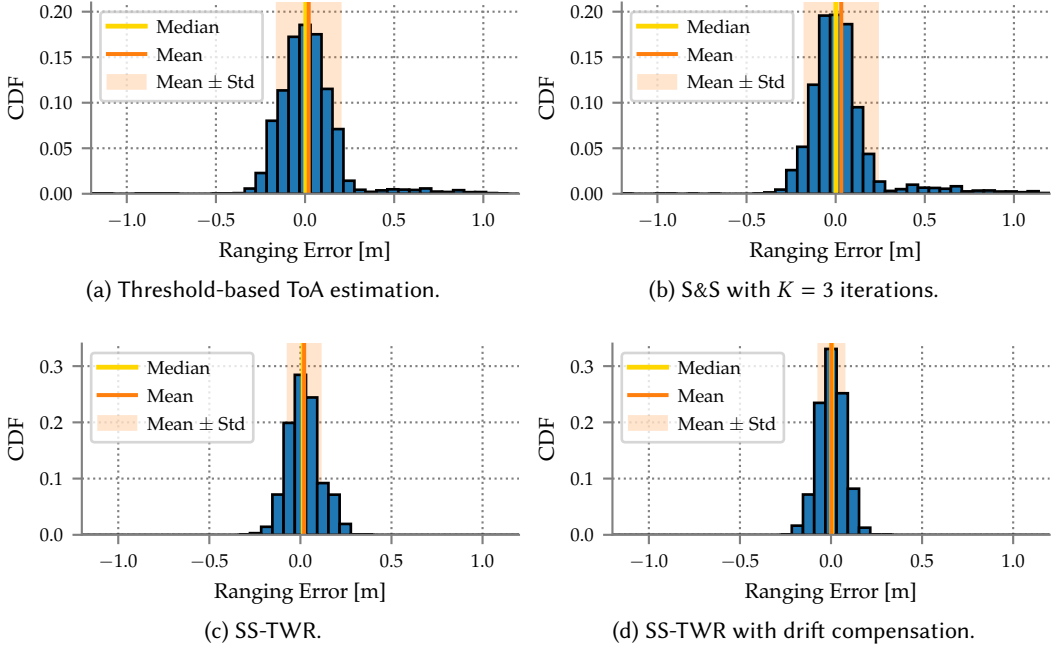 0.20
0.15
0.10
0.05
0.00
CDF
Median
Mean
Mean ± Std
−1.0
−0.5
0.0
0.5
1.0
Ranging Error [m]
(a) Threshold-based ToA estimation.
0.20
0.15
0.10
0.05
0.00
CDF
Median
Mean
Mean ± Std
−1.0
−0.5
0.0
0.5
1.0
Ranging Error [m]
(b) S&S with K = 3 iterations.
0.3
0.2
0.1
0.0
CDF
Median
Mean
Mean ± Std
−1.0
−0.5
0.0
0.5
1.0
Ranging Error [m]
(c) SS-TWR.
0.3
0.2
0.1
0.0
CDF
Median
Mean
Mean ± Std
−1.0
−0.5
0.0
0.5
1.0
Ranging Error [m]
(d) SS-TWR with drift compensation.